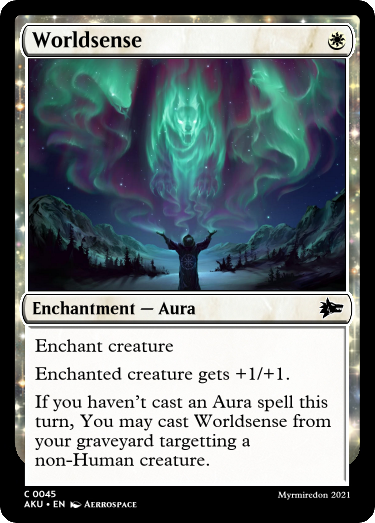 Worldsense
Enchantment — Aura
Enchant creature
Enchanted creature gets +1/+1.
If you haven't cast an Aura spell this
turn, You may cast Worldsense from
your graveyard targetting a
non-Human creature.
C 0045
AKU • EN Aerrospace
Myrmiredon 2021